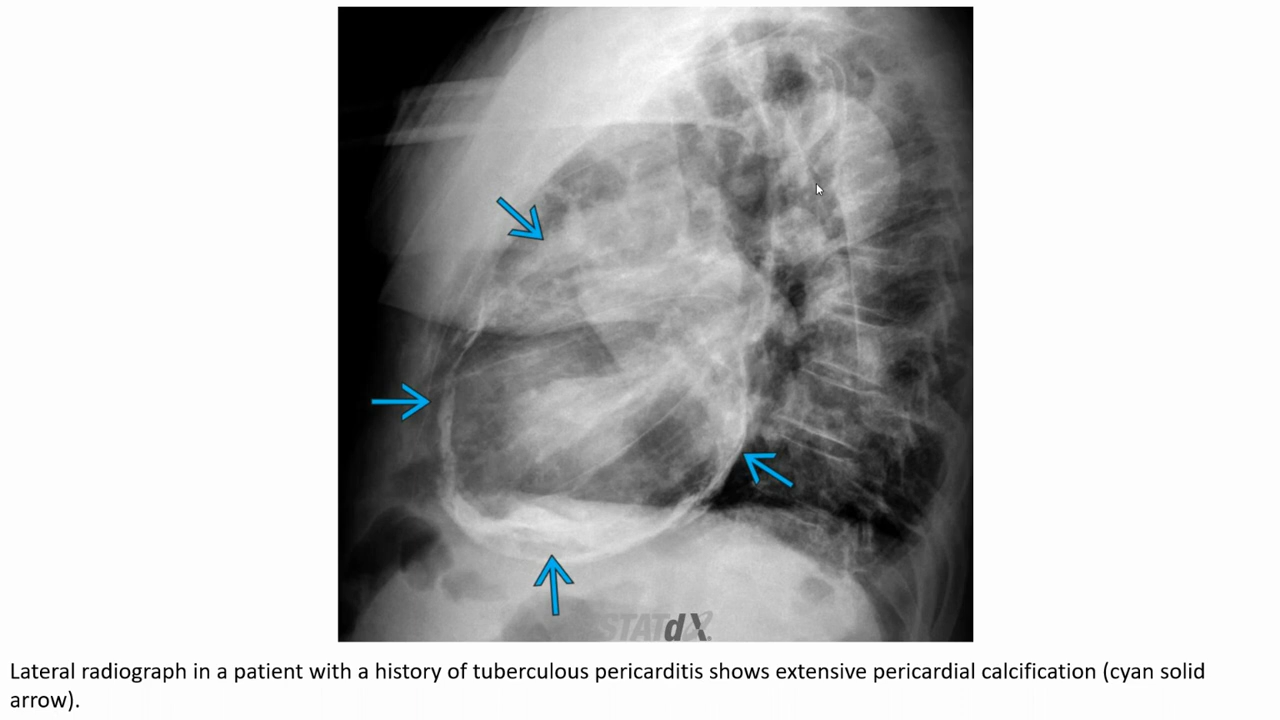 STATdX
Lateral radiograph in a patient with a history of tuberculous pericarditis shows extensive pericardial calcification (cyan solid
arrow).